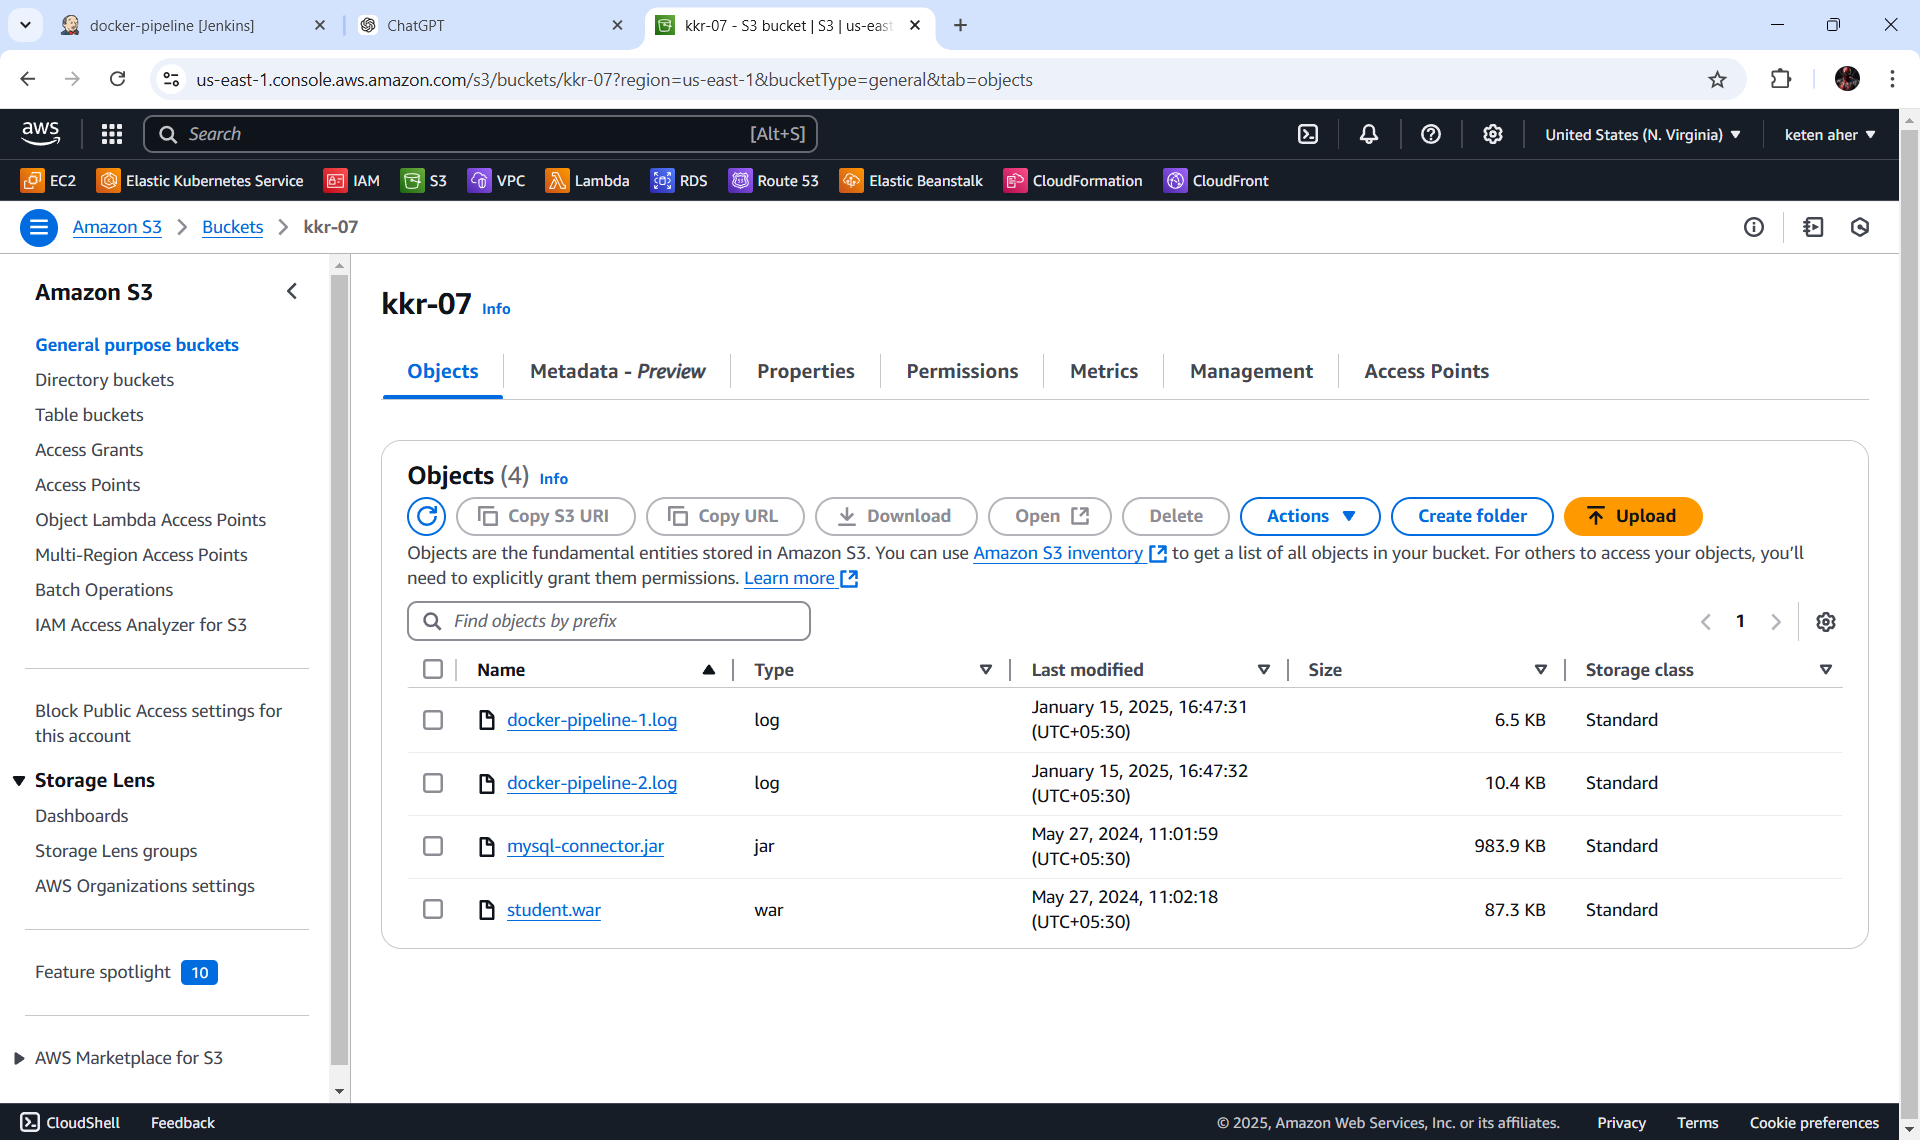 docker-pipeline [Jenkins]
ChatGPT
kkr-07 - S3 bucket | S3 | us-east
us-east-1.console.aws.amazon.com/s3/buckets/kkr-07?region=us-east-1&bucketType=general&tab=objects
aws
Search
[Alt+S]
United States (N. Virginia)
keten aher
EC2
Elastic Kubernetes Service
IAM
S3
VPC
Lambda
RDS
Route 53
Elastic Beanstalk
CloudFormation
CloudFront
Amazon S3
Buckets
kkr-07
Amazon S3
General purpose buckets
Directory buckets
Table buckets
Access Grants
Access Points
Object Lambda Access Points
Multi-Region Access Points
Batch Operations
IAM Access Analyzer for S3
Block Public Access settings for
this account
Storage Lens
Dashboards
Storage Lens groups
AWS Organizations settings
Feature spotlight 10
AWS Marketplace for S3
kkr-07 Info
Objects
Metadata - Preview
Properties
Permissions
Metrics
Management
Access Points
Objects (4) Info
Copy S3 URI
Copy URL
Download
Open
Delete
Actions
Create folder
Upload
Objects are the fundamental entities stored in Amazon S3. You can use Amazon S3 inventory to get a list of all objects in your bucket. For others to access your objects, you’ll
need to explicitly grant them permissions. Learn more
Find objects by prefix
1
Name
Type
Last modified
Size
Storage class
docker-pipeline-1.log
log
January 15, 2025, 16:47:31
(UTC+05:30)
6.5 KB
Standard
docker-pipeline-2.log
log
January 15, 2025, 16:47:32
(UTC+05:30)
10.4 KB
Standard
mysql-connector.jar
jar
May 27, 2024, 11:01:59
(UTC+05:30)
983.9 KB
Standard
student.war
war
May 27, 2024, 11:02:18
(UTC+05:30)
87.3 KB
Standard
CloudShell
Feedback
© 2025, Amazon Web Services, Inc. or its affiliates.
Privacy
Terms
Cookie preferences